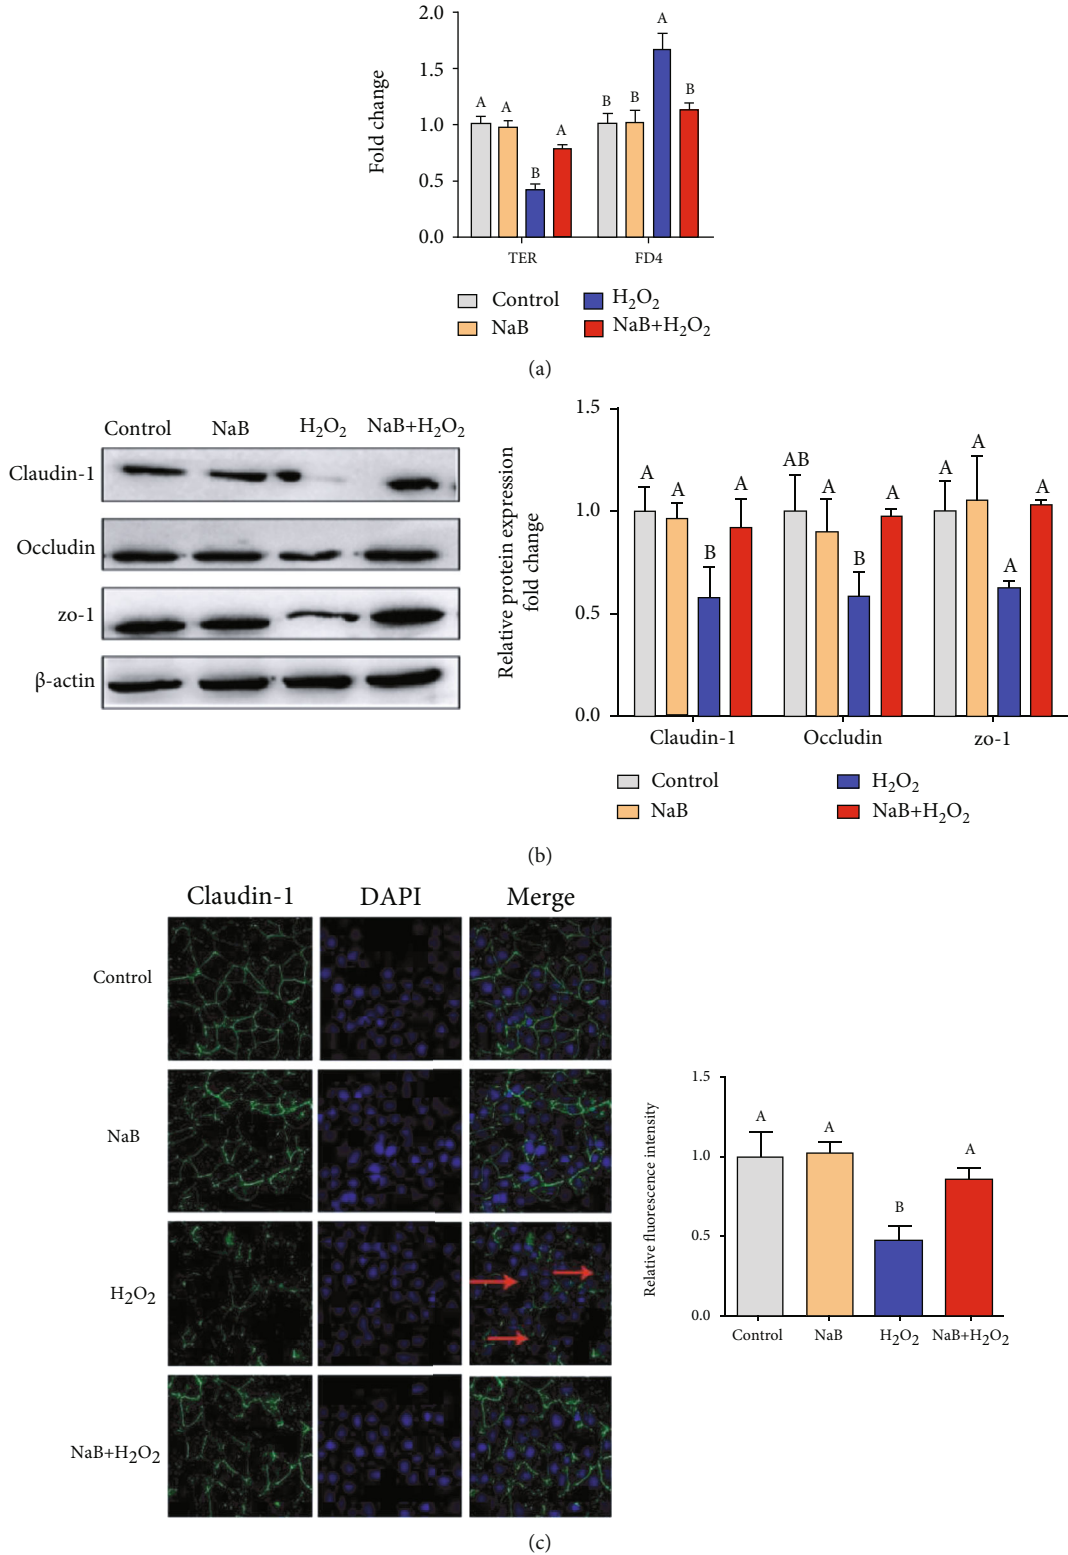 2.0
1.5
1.0
0.5
0.0
Fold change
A A B A
B B A B
TER FD4
Control H₂O₂
NaB NaB+H₂O₂
(a)
Control NaB H₂O₂ NaB+H₂O₂
Claudin-1
Occludin
zo-1
β-actin
1.5
1.0
0.5
0.0
Relative protein expression
fold change
A A B A
AB A B A
A A A A
Claudin-1 Occludin zo-1
Control H₂O₂
NaB NaB+H₂O₂
(b)
Claudin-1 DAPI Merge
Control
NaB
H₂O₂
NaB+H₂O₂
1.5
1.0
0.5
0.0
Relative fluorescence intensity
A A B A
Control NaB H₂O₂ NaB+H₂O₂
(c)